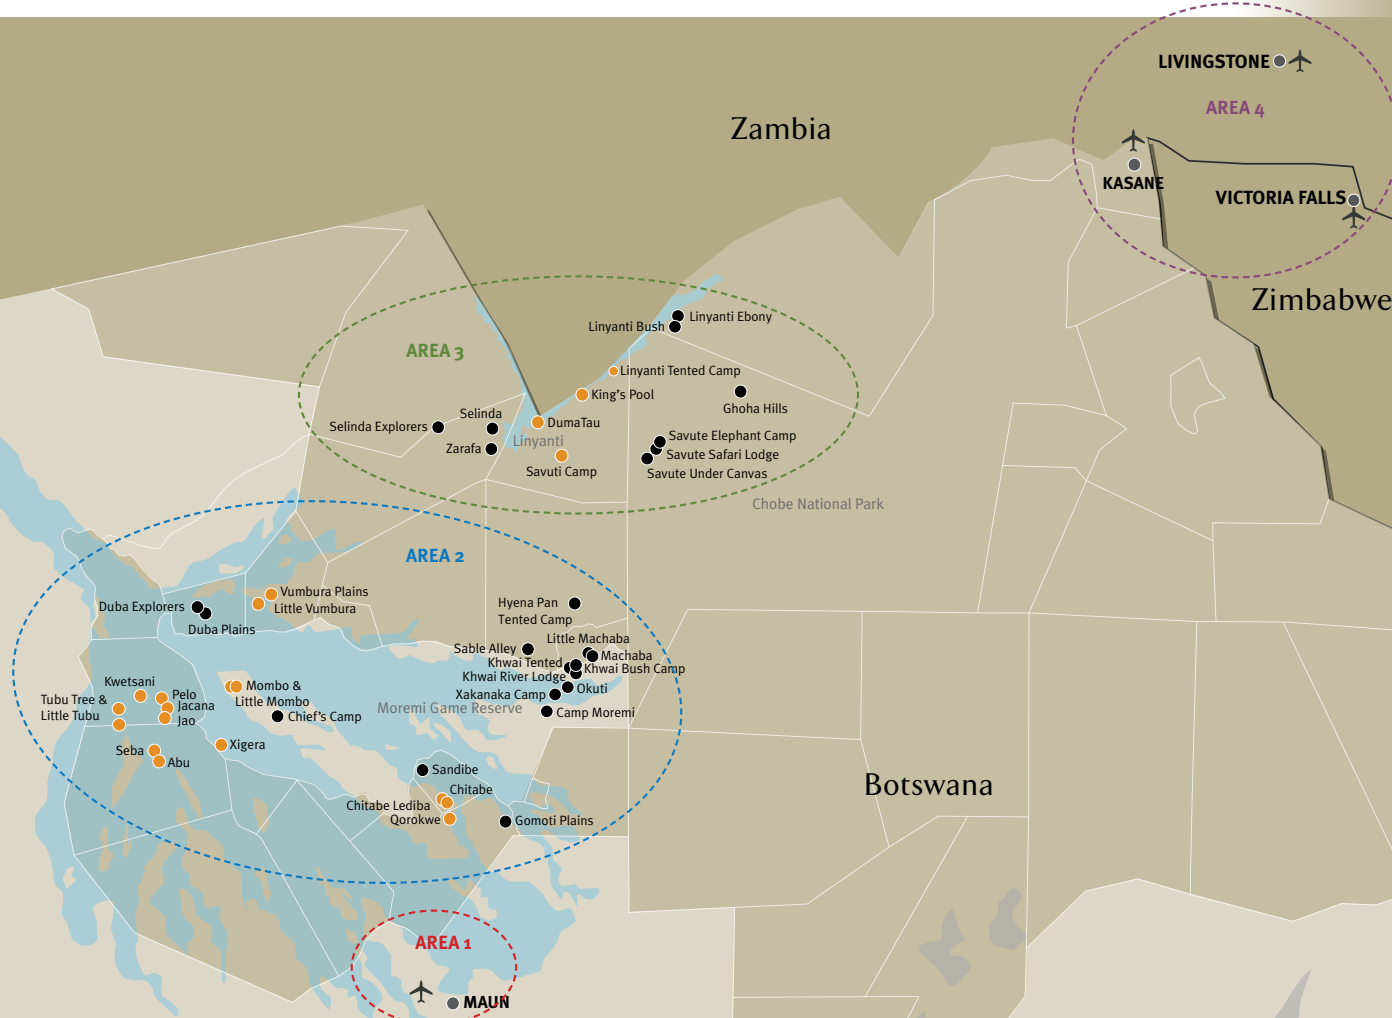 LIVINGSTONE
AREA 4
Zambia
KASANE
VICTORIA FALLS
Zimbabwe
Linyanti Ebony
Linyanti Bush
AREA 3
Linyanti Tented Camp
King's Pool
Ghoha Hills
Selinda
Selinda Explorers
DumaTau
Linyanti
Zarafa
Savute Elephant Camp
Savute Safari Lodge
Savuti Camp
Savute Under Canvas
Chobe National Park
AREA 2
Vumbura Plains
Little Vumbura
Duba Explorers
Duba Plains
Hyena Pan
Tented Camp
Little Machaba
Sable Alley
Machaba
Khwai Tented
Khwai Bush Camp
Khwai River Lodge
Okuti
Xakanaka Camp
Camp Moremi
Kwetsani
Pelo
Jacana
Jao
Tubu Tree &
Little Tubu
Mombo &
Little Mombo
Chief's Camp
Moremi Game Reserve
Seba
Abu
Xigera
Sandibe
Chitabe
Chitabe Lediba
Qorokwe
Gomoti Plains
Botswana
AREA 1
MAUN